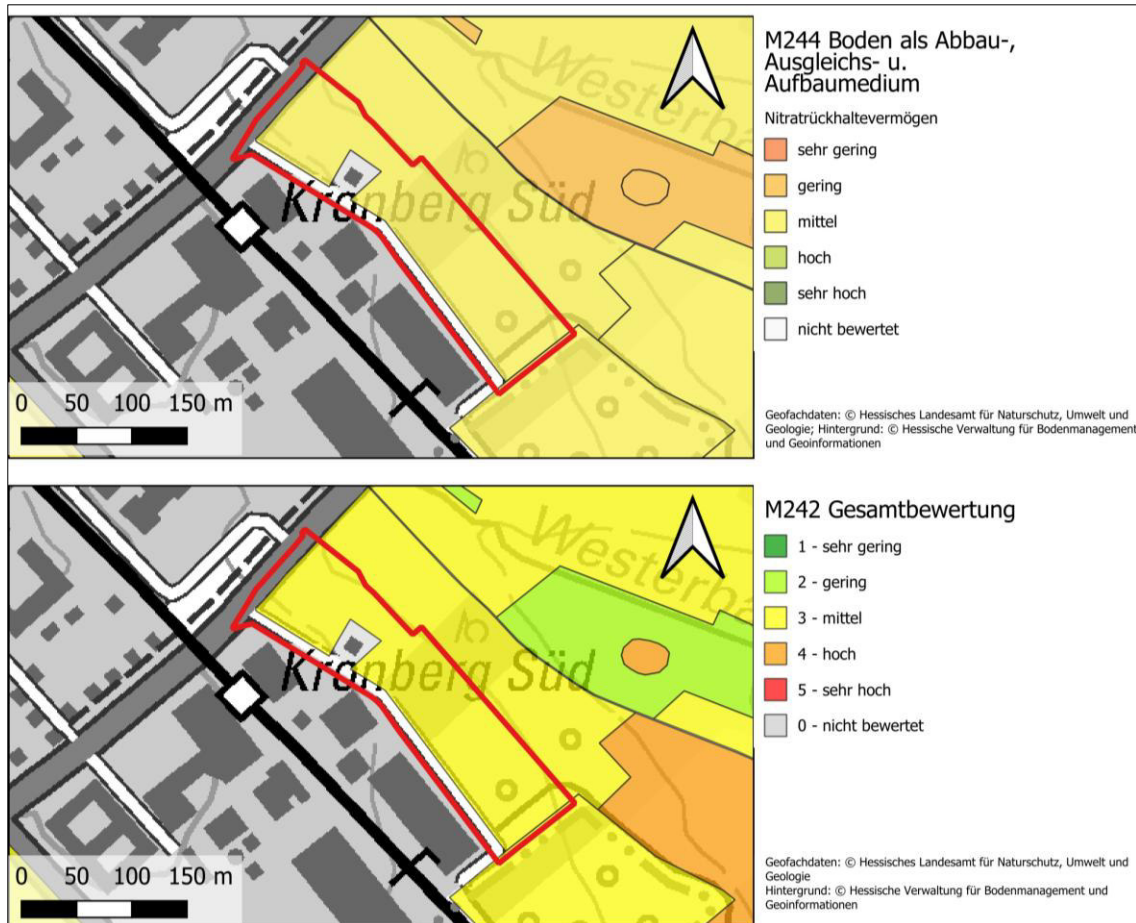 M244 Boden als Abbau-,
Ausgleichs- u.
Aufbaumedium
Nitratrückhaltevermögen
sehr gering
gering
mittel
hoch
sehr hoch
nicht bewertet
Geofachdaten: © Hessisches Landesamt für Naturschutz, Umwelt und
Geologie; Hintergrund: © Hessische Verwaltung für Bodenmanagement
und Geoinformationen
Westerba
Kronberg Süd
0 50 100 150 m
M242 Gesamtbewertung
1 - sehr gering
2 - gering
3 - mittel
4 - hoch
5 - sehr hoch
0 - nicht bewertet
Geofachdaten: © Hessisches Landesamt für Naturschutz, Umwelt und
Geologie
Hintergrund: © Hessische Verwaltung für Bodenmanagement und
Geoinformationen
Westerba
Kronberg Süd
0 50 100 150 m